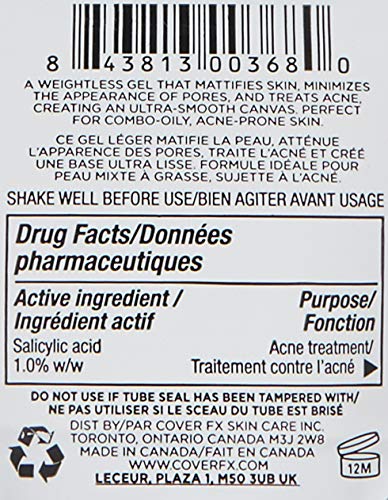 8 43813 00368 0
A WEIGHTLESS GEL THAT MATTIFIES SKIN, MINIMIZES
THE APPEARANCE OF PORES, AND TREATS ACNE,
CREATING AN ULTRA-SMOOTH CANVAS. PERFECT
FOR COMBO-OILY, ACNE-PRONE SKIN.
CE GEL LÉGER MATIFIE LA PEAU, ATTÉNUE
L'APPARENCE DES PORES, TRAITE L'ACNÉ ET CRÉÉ
UNE BASE ULTRA LISSE. FORMULE IDÉALE POUR
PEAU MIXTE À GRASSE, SUJETTE À L'ACNÉ.
SHAKE WELL BEFORE USE/BIEN AGITER AVANT USAGE
Drug Facts/Données
pharmaceutiques
Active ingredient / Purpose/
Ingrédient actif Fonction
Salicylic acid Acne treatment/
1.0% w/w Traitement contre l'acné ▶
DO NOT USE IF TUBE SEAL HAS BEEN TAMPERED WITH/
NE PAS UTILISER SI LE SCEAU DU TUBE EST BRISÉ
DIST BY/PAR COVER FX SKIN CARE INC.
TORONTO, ONTARIO CANADA M3J 2W8
MADE IN CANADA/FAIT EN CANADA
WWW.COVERFX.COM
LECEUR, PLAZA 1, M50 3UB UK
12M